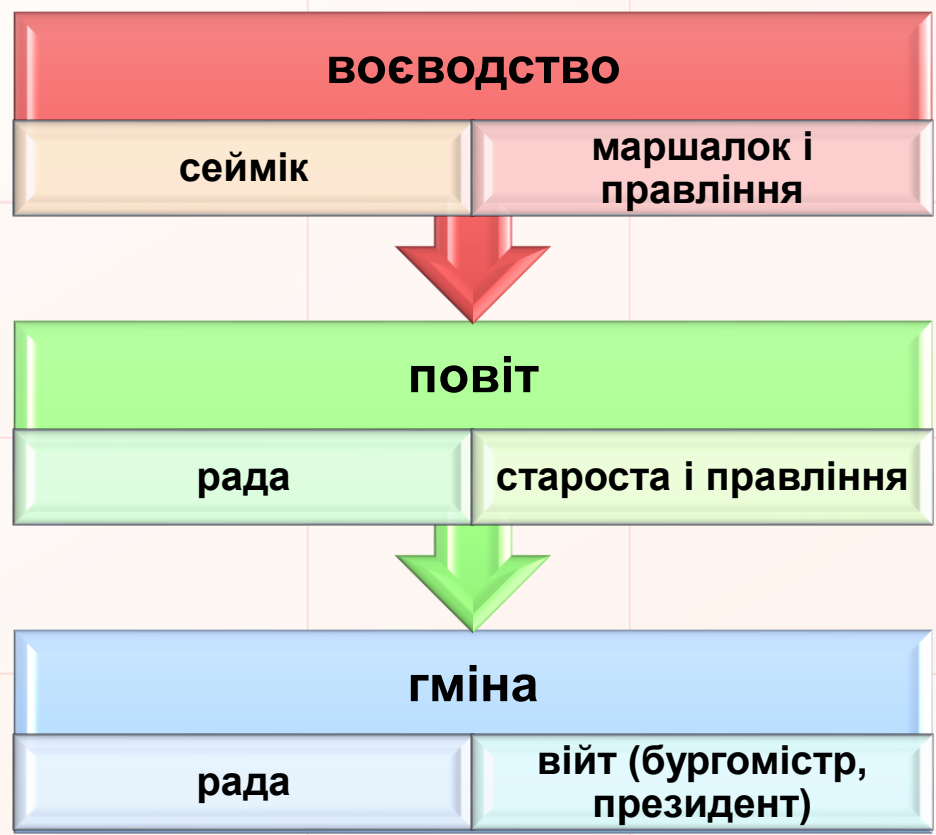 воєводство
сеймік
маршалок і
правління
повіт
рада
староста і правління
гміна
рада
війт (бургомістр,
президент)